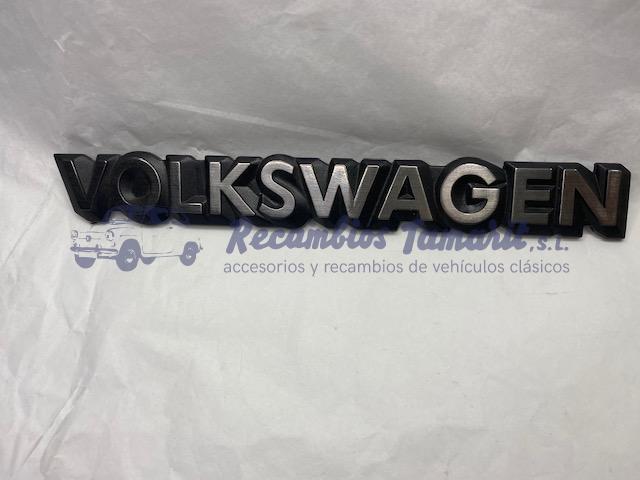 VOLKSWAGEN
Recambios Tamarit, s.l.
accesorios y recambios de vehículos clásicos